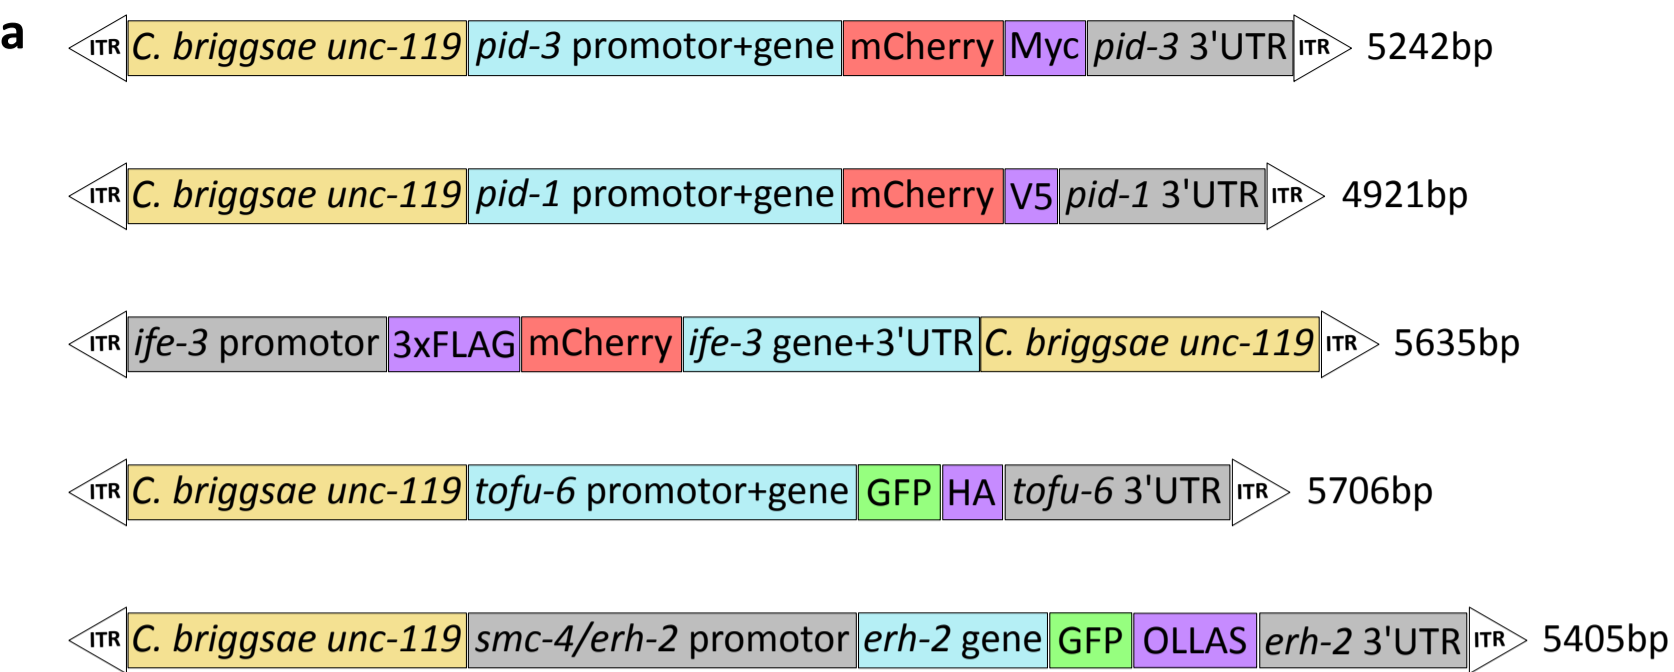 a
ITR C. briggsae unc-119 pid-3 promotor+gene mCherry Myc pid-3 3'UTR ITR 5242bp
ITR C. briggsae unc-119 pid-1 promotor+gene mCherry V5 pid-1 3'UTR ITR 4921bp
ITR ife-3 promotor 3xFLAG mCherry ife-3 gene+3'UTR C. briggsae unc-119 ITR 5635bp
ITR C. briggsae unc-119 tofu-6 promotor+gene GFP HA tofu-6 3'UTR ITR 5706bp
ITR C. briggsae unc-119 smc-4/erh-2 promotor erh-2 gene GFP OLLAS erh-2 3'UTR ITR 5405bp